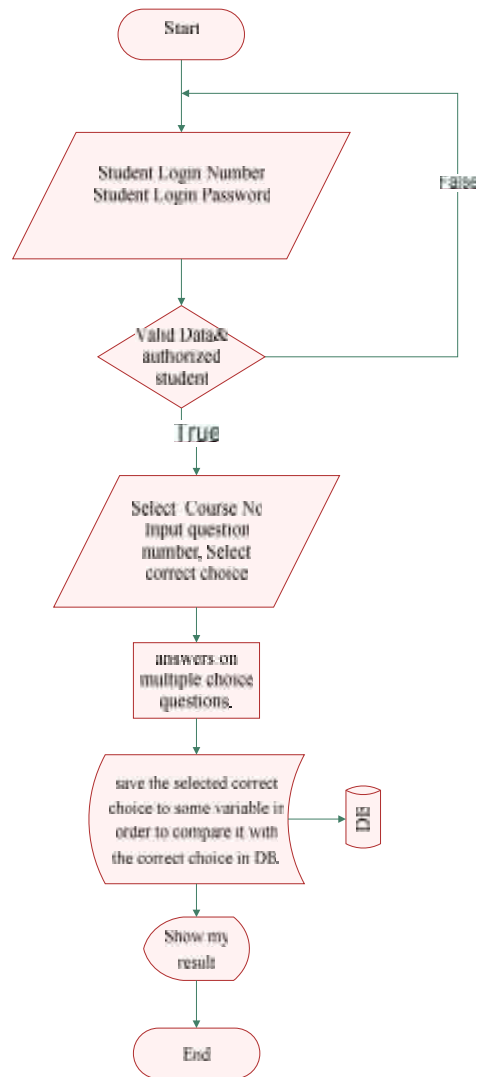 Start
Student Login Number
Student Login Password
False
Valid Data&
authorized
student
True
Select Course No
Input question
number, Select
correct choice
answers on
multiple choice
questions.
save the selected correct
choice to some variable in
order to compare it with
the correct choice in DB.
DB
Show my
result
End